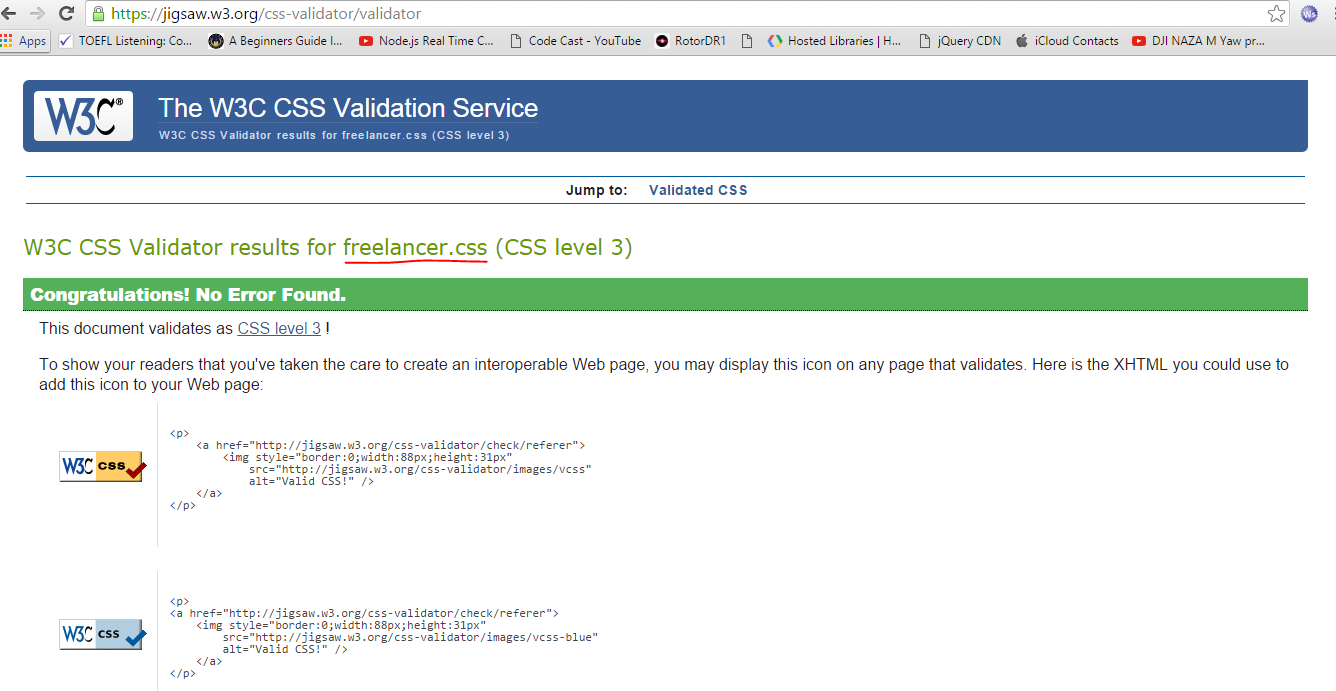 https://jigsaw.w3.org/css-validator/validator
Ws
Apps TOEFL Listening: Co... A Beginners Guide I... Node.js Real Time C... Code Cast - YouTube RotorDR1 Hosted Libraries | H... jQuery CDN iCloud Contacts DJI NAZA M Yaw pr...
W3C® The W3C CSS Validation Service
W3C CSS Validator results for freelancer.css (CSS level 3)
Jump to: Validated CSS
W3C CSS Validator results for freelancer.css (CSS level 3)
Congratulations! No Error Found.
This document validates as CSS level 3 !
To show your readers that you've taken the care to create an interoperable Web page, you may display this icon on any page that validates. Here is the XHTML you could use to
add this icon to your Web page:
W3C css
<p>
<a href="http://jigsaw.w3.org/css-validator/check/referer">
<img style="border:0;width:88px;height:31px"
src="http://jigsaw.w3.org/css-validator/images/vcss"
alt="Valid CSS!" />
</a>
</p>
W3C css
<p>
<a href="http://jigsaw.w3.org/css-validator/check/referer">
<img style="border:0;width:88px;height:31px"
src="http://jigsaw.w3.org/css-validator/images/vcss-blue"
alt="Valid CSS!" />
</a>
</p>